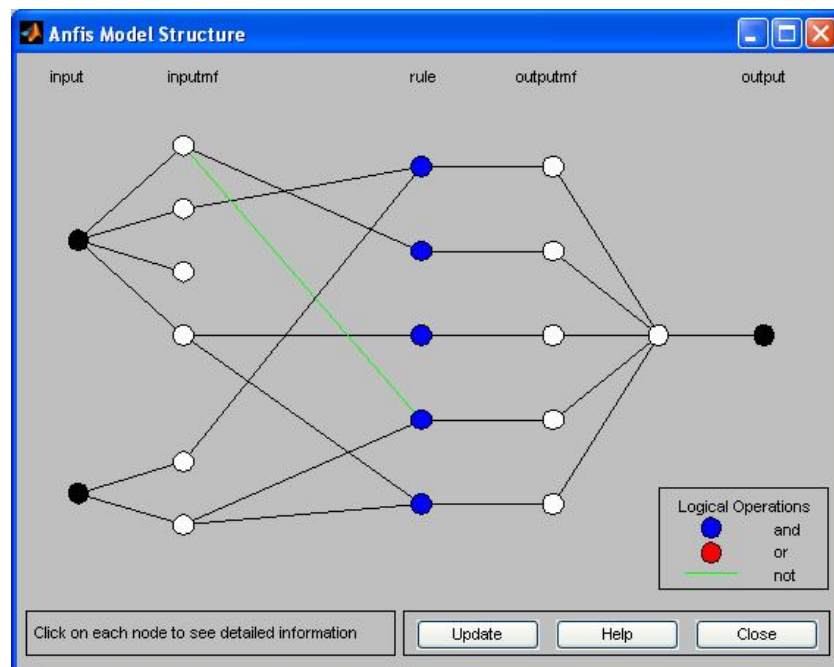 Anfis Model Structure
input inputmf rule outputmf output
Logical Operations
and
or
not
Click on each node to see detailed information
Update Help Close